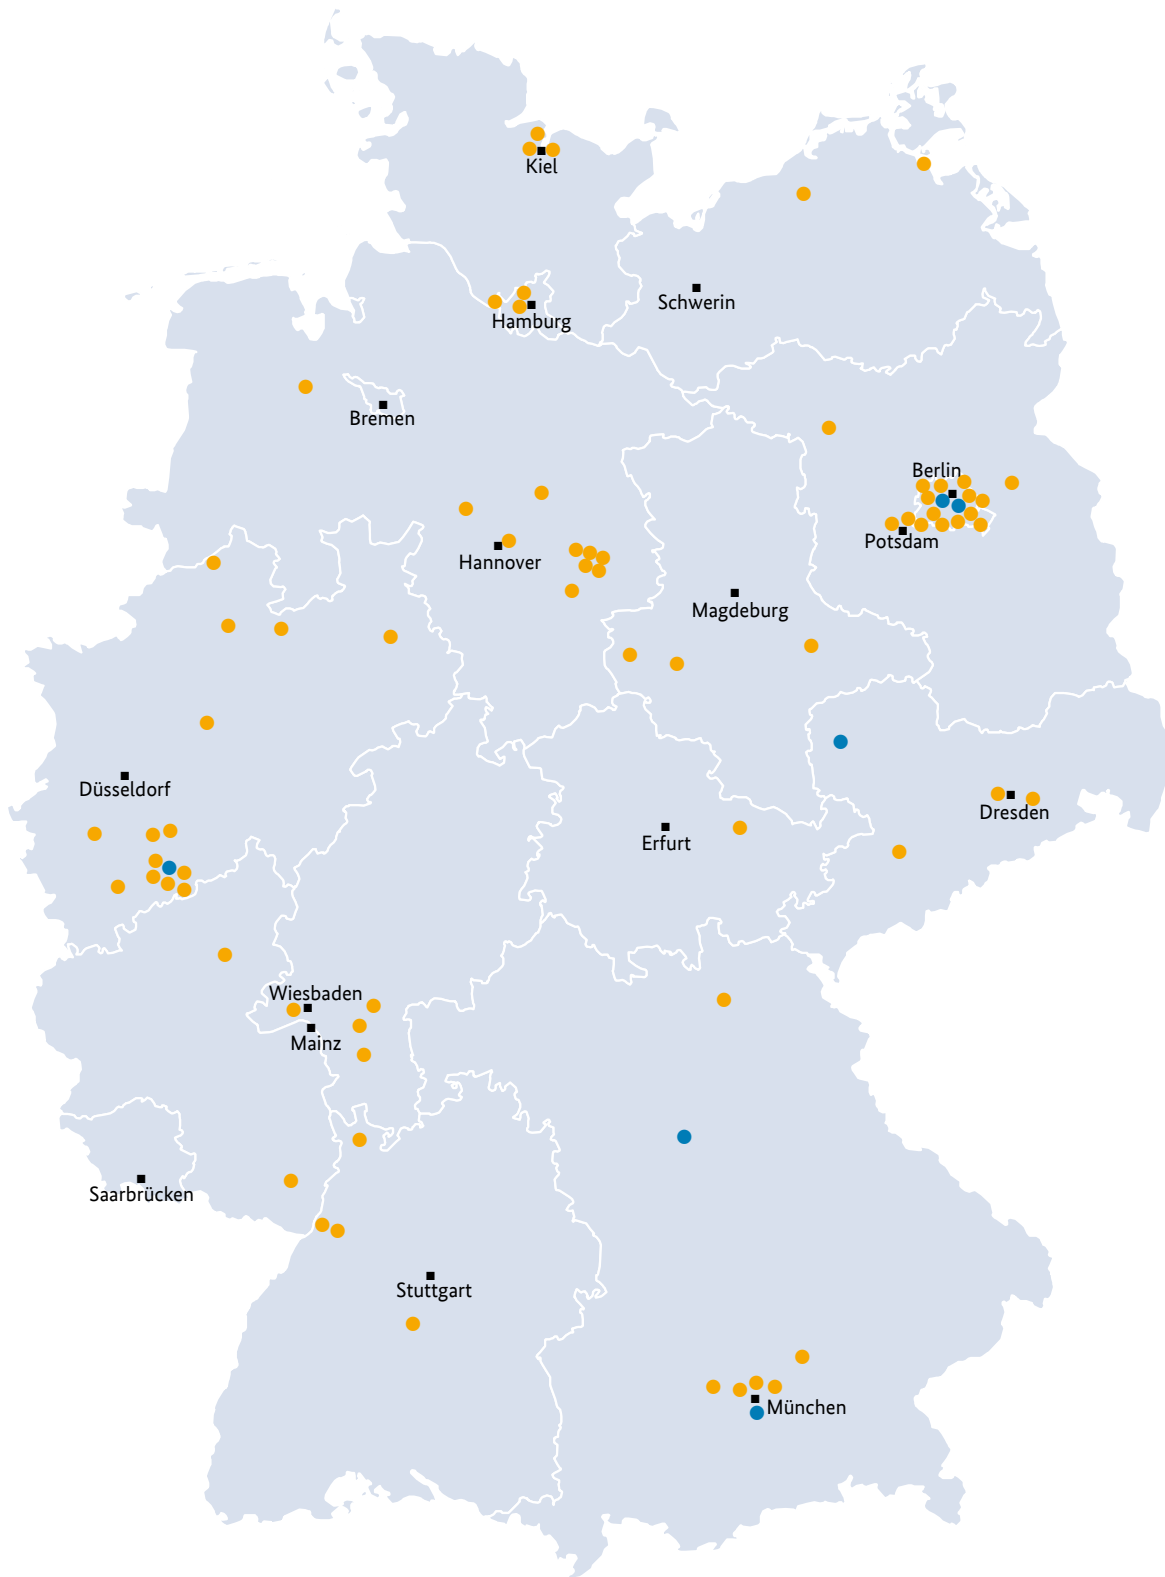 Kiel
Schwerin
Hamburg
Bremen
Berlin
Potsdam
Hannover
Magdeburg
Düsseldorf
Dresden
Erfurt
Wiesbaden
Mainz
Saarbrücken
Stuttgart
München